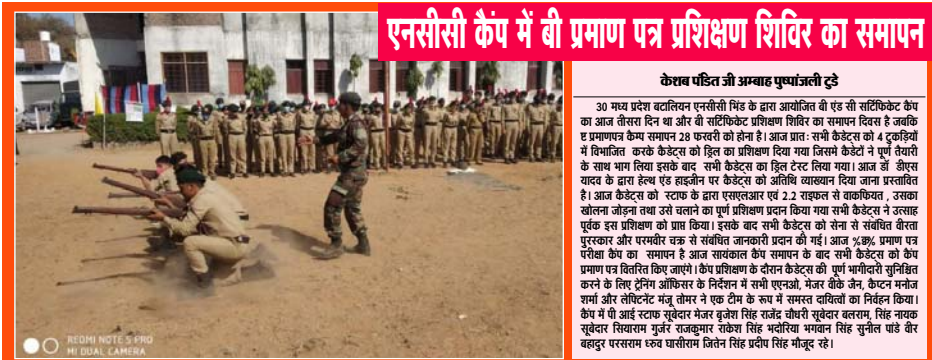 एनसीसी कैंप में बी प्रमाण पत्र प्रशिक्षण शिविर का समापन
केशब पंडित जी अम्बाह पुष्पांजली टुडे
30 मध्य प्रदेश बटालियन एनसीसी भिंड के द्वारा आयोजित बी एंड सी सर्टिफिकेट कैंप
का आज तीसरा दिन था और बी सर्टिफिकेट प्रशिक्षण शिविर का समापन दिवस है जबकि
ष्ट प्रमाणपत्र कैम्प समापन 28 फरवरी को होना है। आज प्रातः सभी कैडेट्स को 4 टुकड़ियों
में विभाजित करके कैडेट्स को ड्रिल का प्रशिक्षण दिया गया जिसमे कैडेटों ने पूर्ण तैयारी
के साथ भाग लिया इसके बाद सभी कैडेट्स का ड्रिल टेस्ट लिया गया। आज डॉ डीएस
यादव के द्वारा हेल्थ एंड हाइजीन पर कैडेट्स को अतिथि व्याख्यान दिया जाना प्रस्तावित
है। आज कैडेट्स को स्टाफ के द्वारा एसएलआर एवं 2.2 राइफल से वाकफियत , उसका
खोलना जोड़ना तथा उसे चलाने का पूर्ण प्रशिक्षण प्रदान किया गया सभी कैडेट्स ने उत्साह
पूर्वक इस प्रशिक्षण को प्राप्त किया। इसके बाद सभी कैडेट्स को सेना से संबंधित वीरता
पुरस्कार और परमवीर चक्र से संबंधित जानकारी प्रदान की गई। आज प्रमाण पत्र
परीक्षा कैंप का समापन है आज सायंकाल कैंप समापन के बाद सभी कैडेट्स को कैंप
प्रमाण पत्र वितरित किए जाएंगे। कैंप प्रशिक्षण के दौरान कैडेट्स की पूर्ण भागीदारी सुनिश्चित
करने के लिए ट्रेनिंग ऑफिसर के निर्देशन में सभी एएनओ, मेजर वीके जैन, कैप्टन मनोज
शर्मा और लेफ्टिनेंट मंजू तोमर ने एक टीम के रूप में समस्त दायित्वों का निर्वहन किया।
कैंप में पी आई स्टाफ सूबेदार मेजर बृजेश सिंह राजेंद्र चौधरी सूबेदार बलराम, सिंह नायक
सूबेदार सियाराम गुर्जर राजकुमार राकेश सिंह भदोरिया भगवान सिंह सुनील पांडे वीर
बहादुर परसराम ध्रुव घासीराम जितेन सिंह प्रदीप सिंह मौजूद रहे।
REDMI NOTE 5 PRO
MI DUAL CAMERA